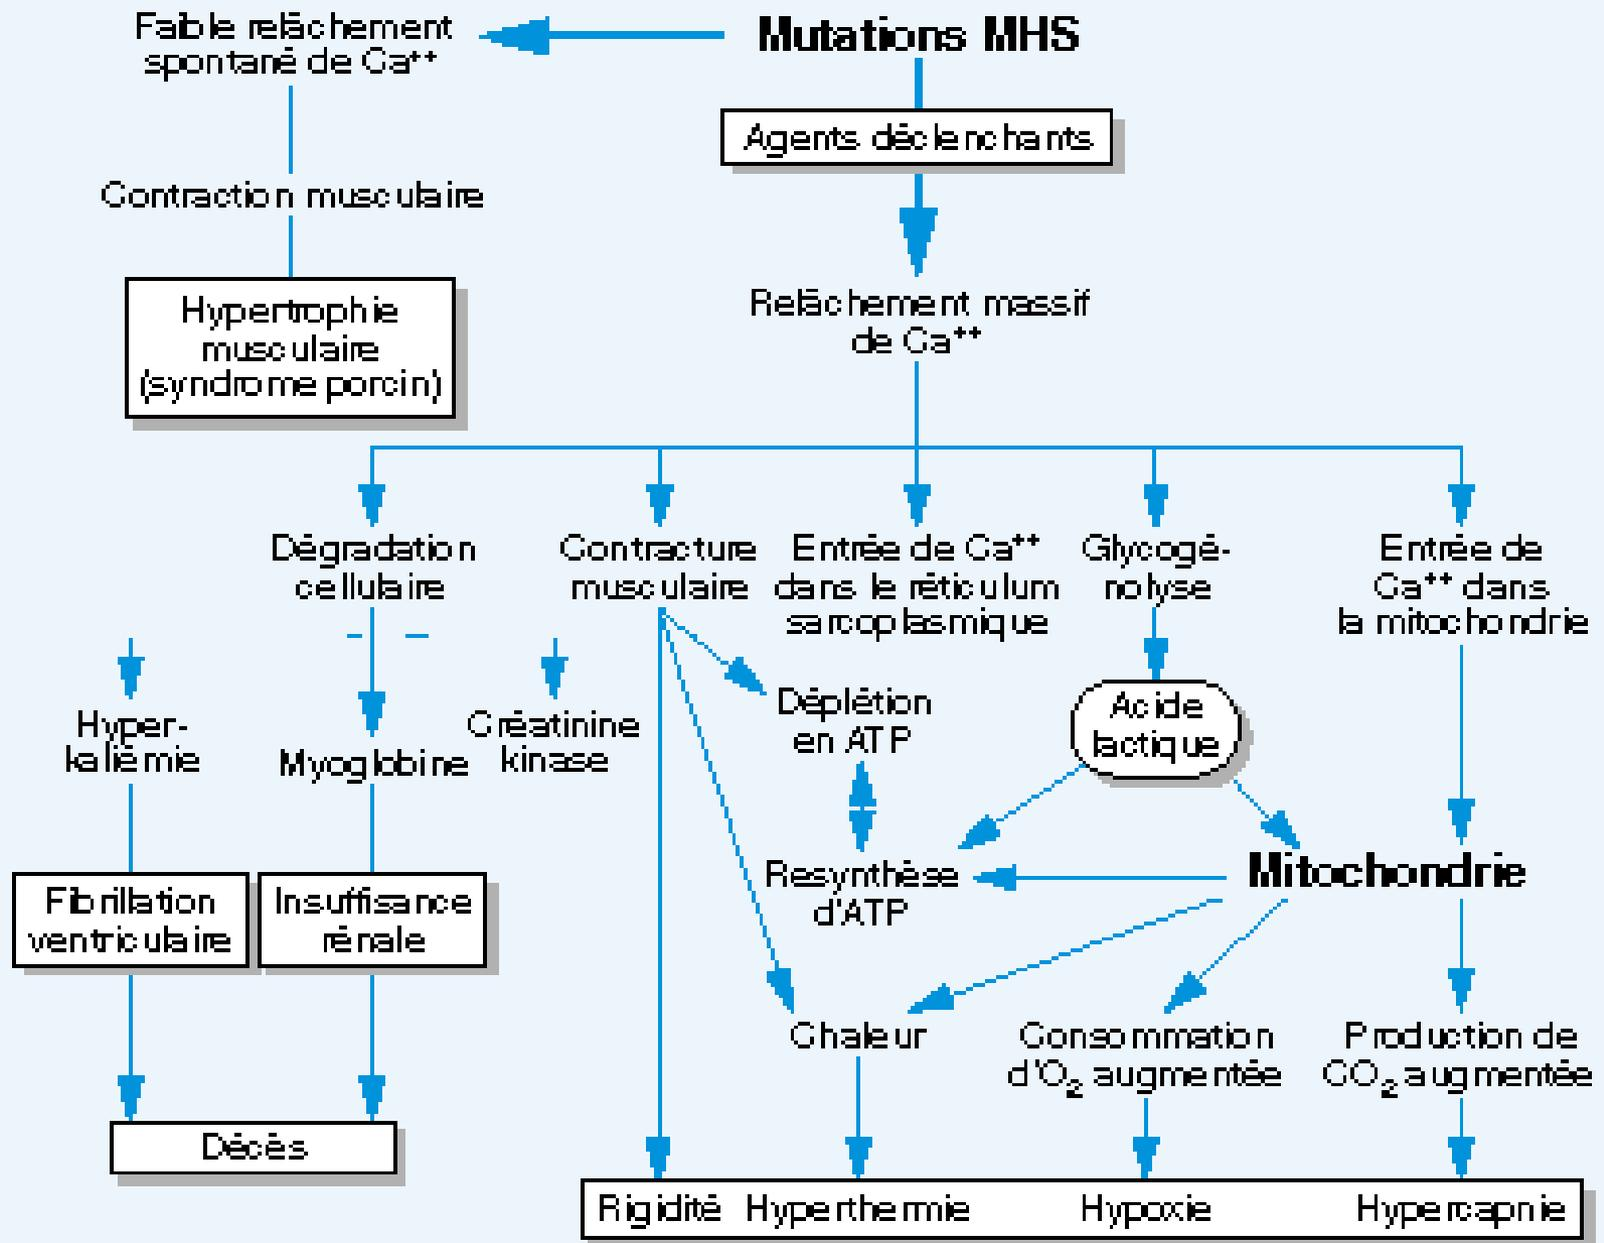 Faible relâchement
spontané de Ca⁺⁺
Mutations MHS
Agents déclenchants
Contraction musculaire
Hypertrophie
musculaire
(syndrome porcin)
Relâchement massif
de Ca⁺⁺
Dégradation
cellulaire
Contracture
musculaire
Entrée de Ca⁺⁺
dans le réticulum
sarcoplasmique
Glycogé-
nolyse
Entrée de
Ca⁺⁺ dans
la mitochondrie
Hyper-
kaliémie
Myoglobine
Créatinine
kinase
Déplétion
en ATP
Acide
lactique
Fibrillation
ventriculaire
Insuffisance
rénale
Resynthèse
d'ATP
Mitochondrie
Chaleur
Consommation
d'O₂ augmentée
Production de
CO₂ augmentée
Décès
Rigidité Hyperthermie Hypoxie Hypercapnie